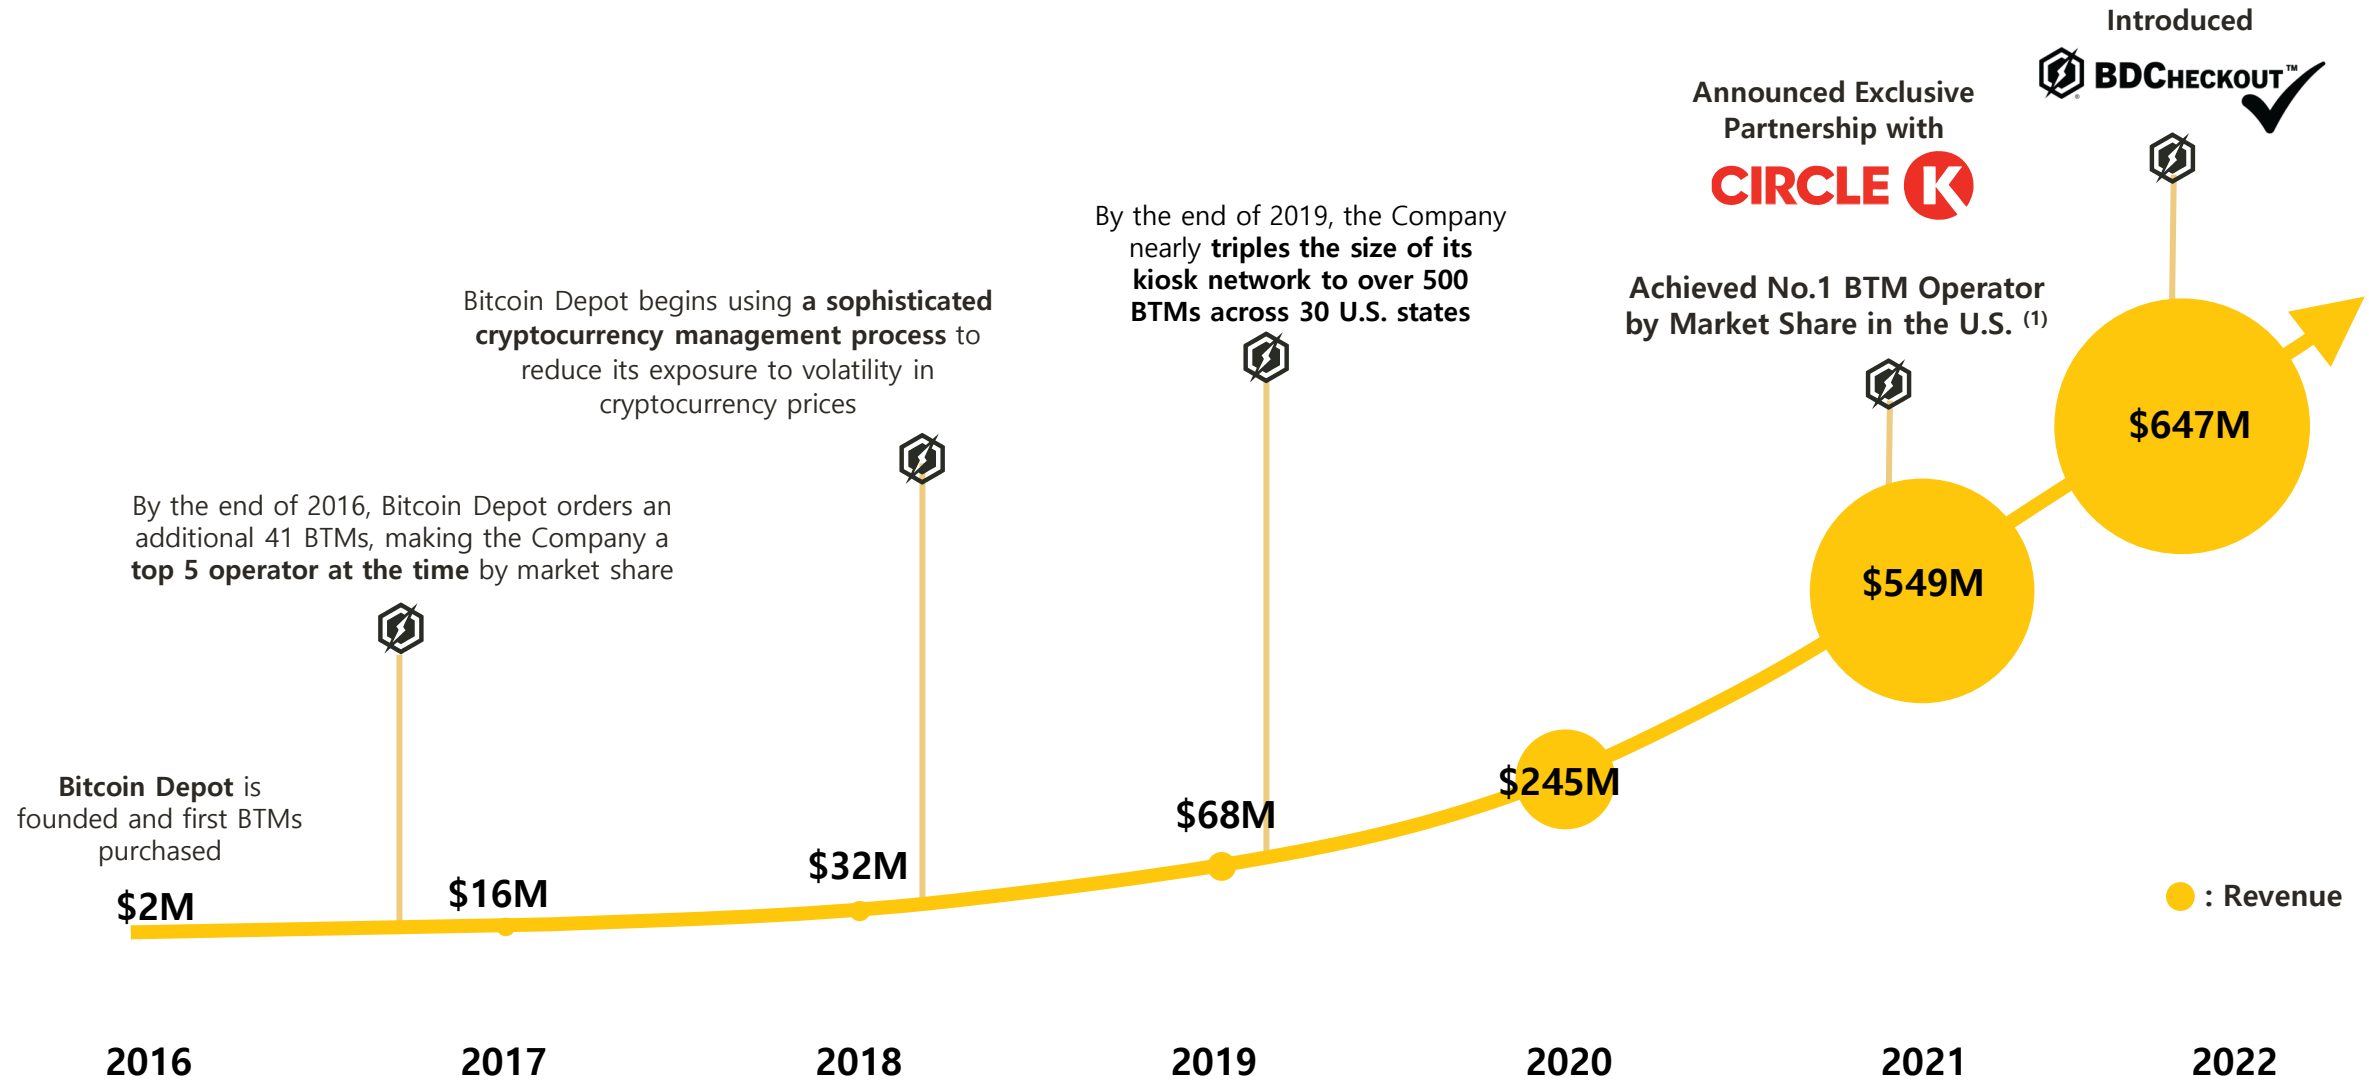 Introduced
BDCHECKOUT™
Announced Exclusive
Partnership with
CIRCLE K
Achieved No.1 BTM Operator
by Market Share in the U.S. (1)
By the end of 2019, the Company
nearly triples the size of its
kiosk network to over 500
BTMs across 30 U.S. states
Bitcoin Depot begins using a sophisticated
cryptocurrency management process to
reduce its exposure to volatility in
cryptocurrency prices
By the end of 2016, Bitcoin Depot orders an
additional 41 BTMs, making the Company a
top 5 operator at the time by market share
Bitcoin Depot is
founded and first BTMs
purchased
$2M
$16M
$32M
$68M
$245M
$549M
$647M
: Revenue
2016
2017
2018
2019
2020
2021
2022